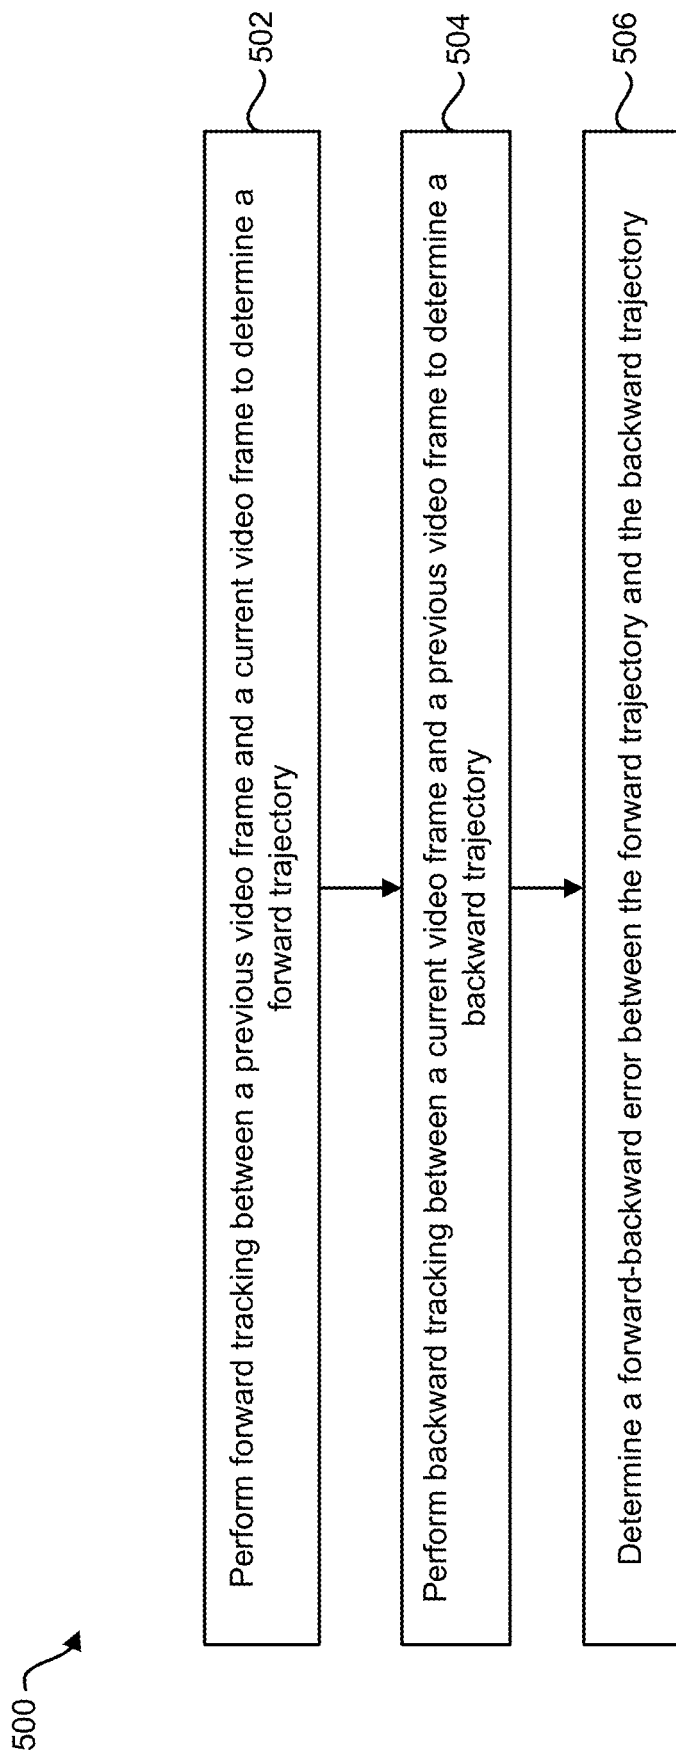 500
502
Perform forward tracking between a previous video frame and a current video frame to determine a
forward trajectory
504
Perform backward tracking between a current video frame and a previous video frame to determine a
backward trajectory
506
Determine a forward-backward error between the forward trajectory and the backward trajectory